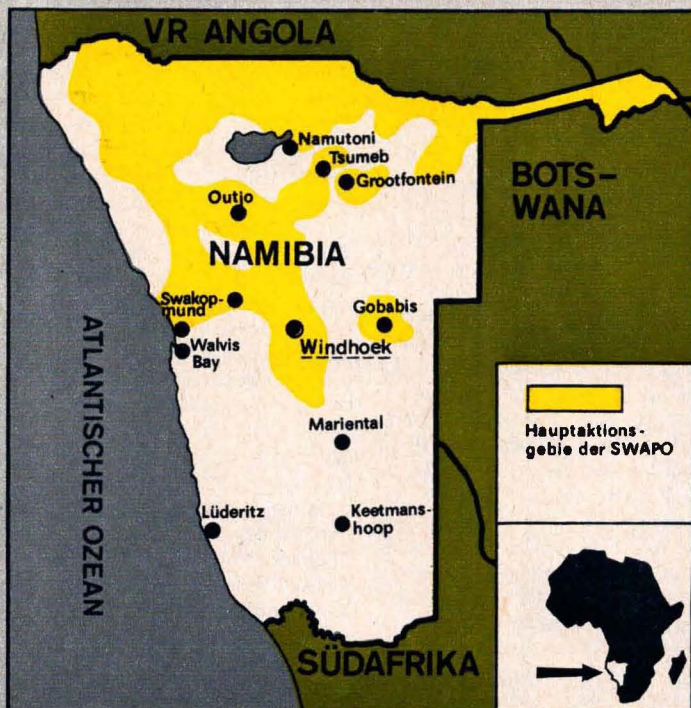 VR ANGOLA
Namutoni
Tsumeb
Grootfontein
BOTS-
WANA
Outjo
NAMIBIA
Swakop-
mund
Gobabis
Walvis
Bay
Windhoek
ATLANTISCHER OZEAN
Hauptaktions-
gebie der SWAPO
Mariental
Lüderitz
Keetmans-
hoop
SÜDAFRIKA